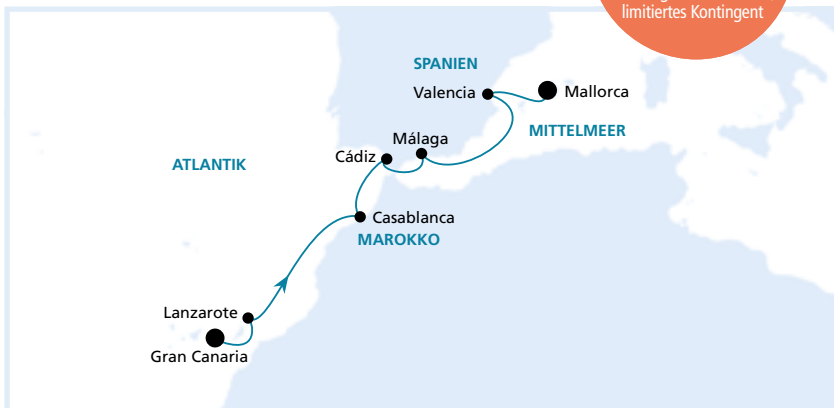 limitiertes Kontingent
SPANIEN
Valencia
Mallorca
MITTELMEER
Málaga
Cádiz
ATLANTIK
Casablanca
MAROKKO
Lanzarote
Gran Canaria